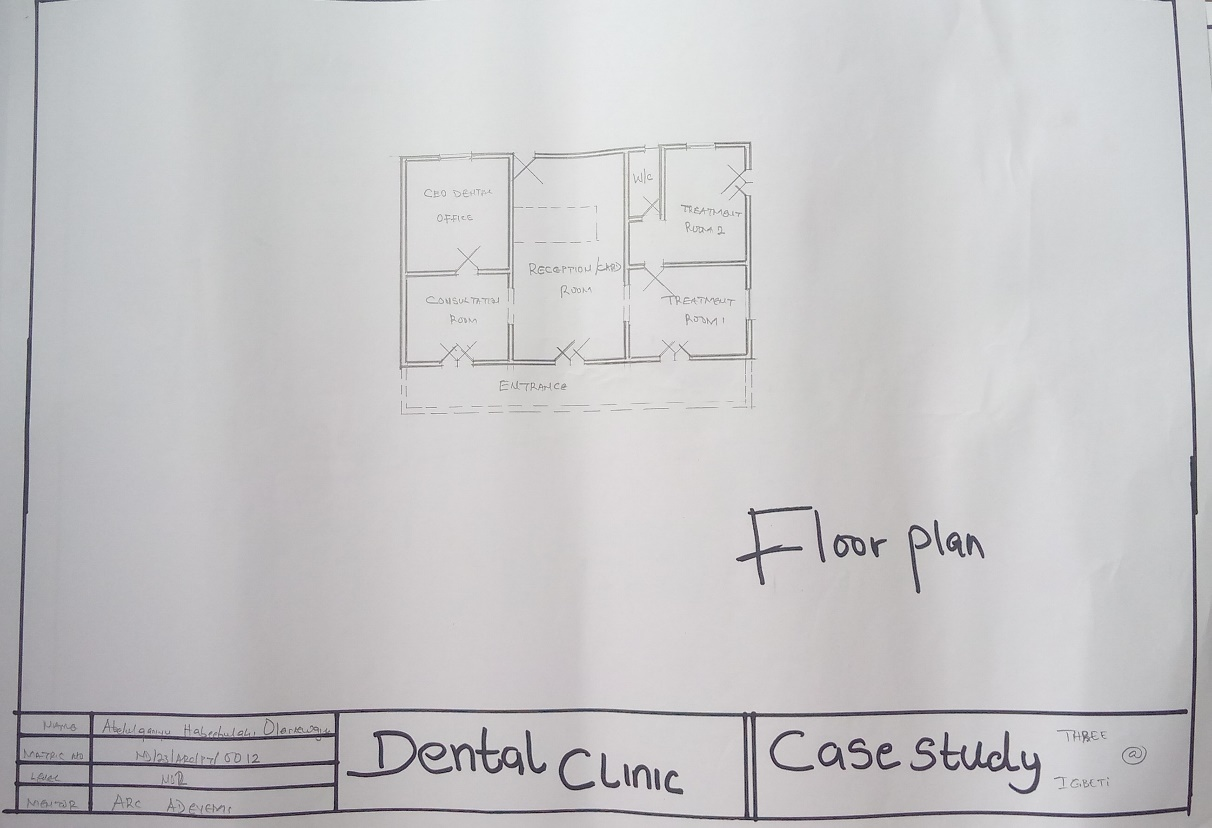 CEO DENTAL
OFFICE
W/C
TREATMENT
ROOM 2
RECEPTION/CARD
ROOM
CONSULTATION
ROOM
TREATMENT
ROOM 1
ENTRANCE
Floor plan
NAME
MATRIC NO
LEVEL
MENTOR ARC ADEYEMI
Dental Clinic
Case study
THREE
@
IGBETI